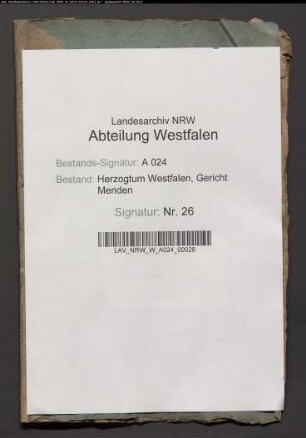 Landesarchiv NRW
Abteilung Westfalen
Bestands-Signatur: A 024
Bestand: Herzogtum Westfalen, Gericht
Menden
Signatur: Nr. 26
LAV_NRW_W_A024_00026